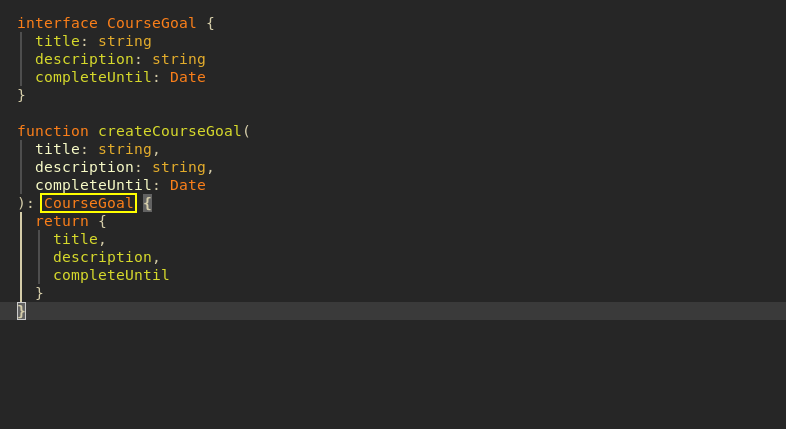 interface CourseGoal {
title: string
description: string
completeUntil: Date
}
function createCourseGoal(
title: string,
description: string,
completeUntil: Date
): CourseGoal {
return {
title,
description,
completeUntil
}
}